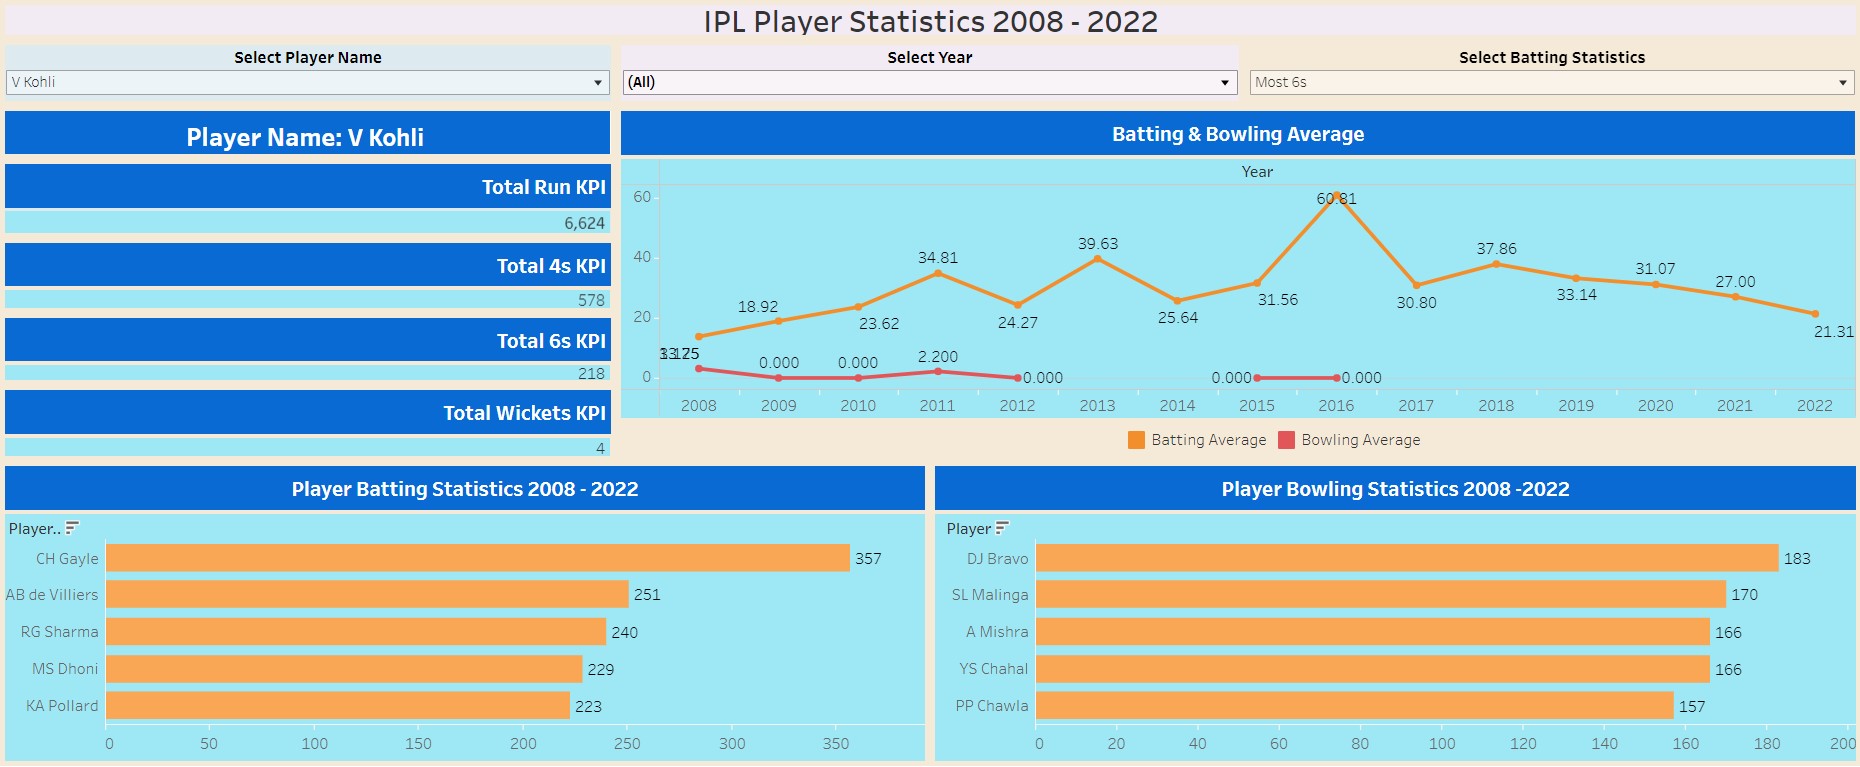 IPL Player Statistics 2008 - 2022
Select Player Name
V Kohli
Select Year
(All)
Select Batting Statistics
Most 6s
Player Name: V Kohli
Total Run KPI
6,624
Total 4s KPI
578
Total 6s KPI
218
Total Wickets KPI
4
Batting & Bowling Average
Year
60
40
20
0
18.92
23.62
34.81
24.27
39.63
25.64
31.56
60.81
30.80
37.86
33.14
31.07
27.00
21.31
0.000
0.000
2.200
0.000
0.000
0.000
2008 2009 2010 2011 2012 2013 2014 2015 2016 2017 2018 2019 2020 2021 2022
Batting Average Bowling Average
Player Batting Statistics 2008 - 2022
Player..
CH Gayle 357
AB de Villiers 251
RG Sharma 240
MS Dhoni 229
KA Pollard 223
0 50 100 150 200 250 300 350
Player Bowling Statistics 2008 -2022
Player
DJ Bravo 183
SL Malinga 170
A Mishra 166
YS Chahal 166
PP Chawla 157
0 20 40 60 80 100 120 140 160 180 200